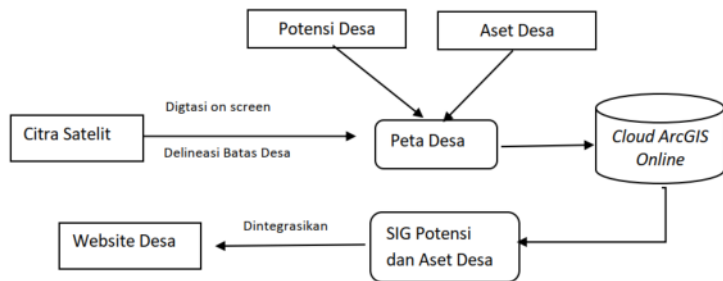 Potensi Desa
Aset Desa
Digtasi on screen
Citra Satelit
Delineasi Batas Desa
Peta Desa
Cloud ArcGIS
Online
Website Desa
Dintegrasikan
SIG Potensi
dan Aset Desa